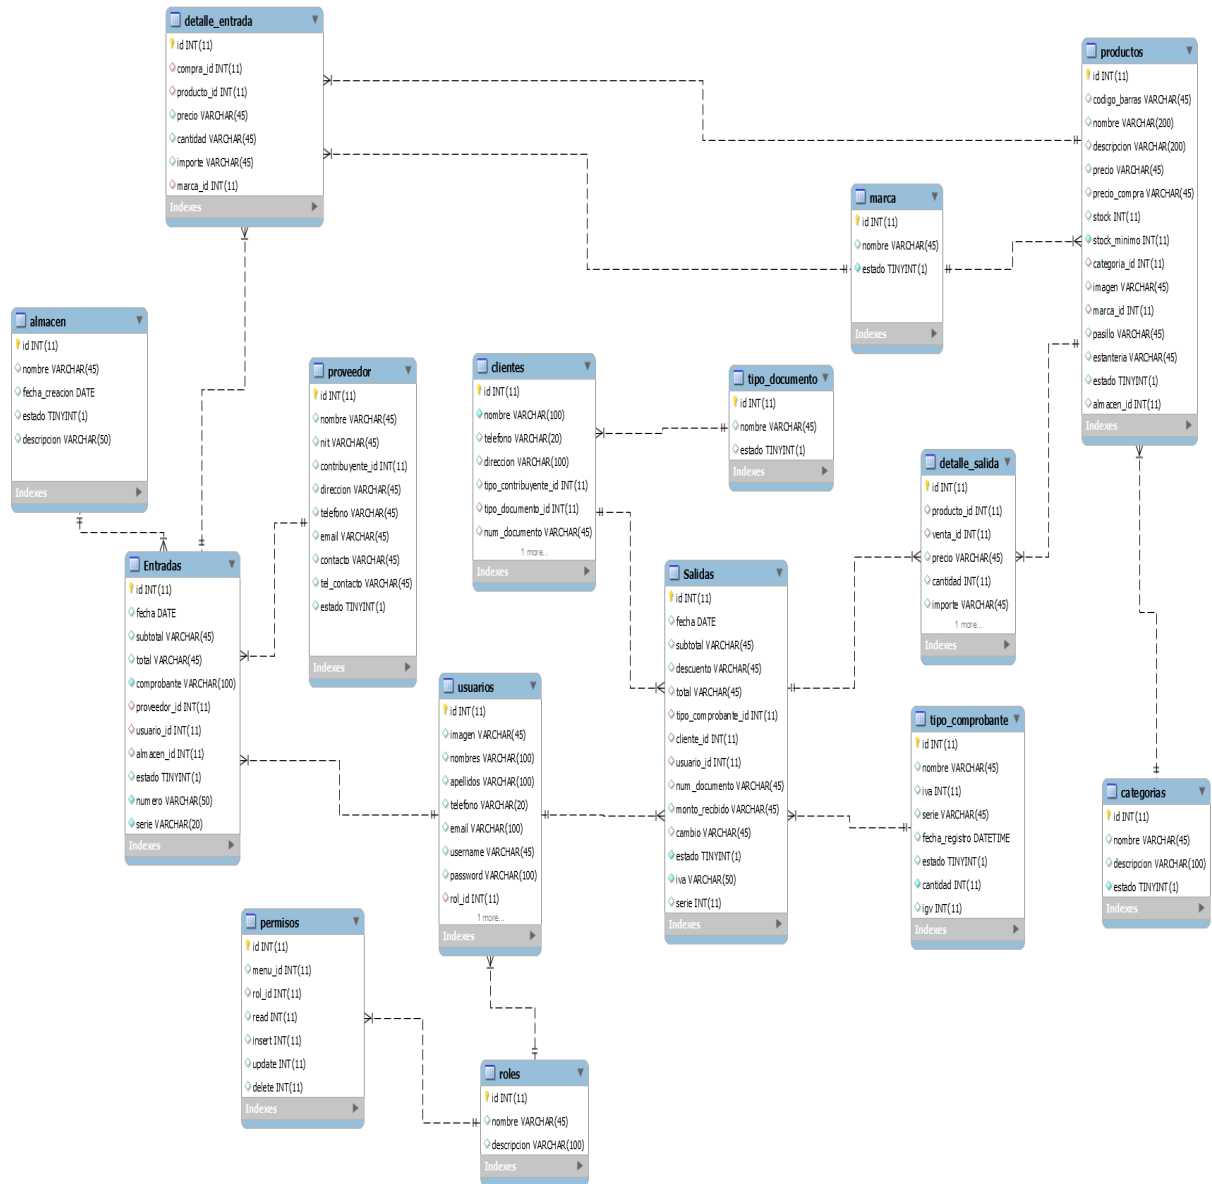 detalle_entrada
id INT(11)
compra_id INT(11)
producto_id INT(11)
precio VARCHAR(45)
cantidad VARCHAR(45)
importe VARCHAR(45)
marca_id INT(11)
Indexes
productos
id INT(11)
codigo_barras VARCHAR(45)
nombre VARCHAR(200)
descripcion VARCHAR(200)
precio VARCHAR(45)
precio_compra VARCHAR(45)
stock INT(11)
stock_minimo INT(11)
categoria_id INT(11)
imagen VARCHAR(45)
marca_id INT(11)
pasillo VARCHAR(45)
estanteria VARCHAR(45)
estado TINYINT(1)
almacen_id INT(11)
Indexes
marca
id INT(11)
nombre VARCHAR(45)
estado TINYINT(1)
Indexes
almacen
id INT(11)
nombre VARCHAR(45)
fecha_creacion DATE
estado TINYINT(1)
descripcion VARCHAR(50)
Indexes
proveedor
id INT(11)
nombre VARCHAR(45)
nit VARCHAR(45)
contribuyente_id INT(11)
direccion VARCHAR(45)
telefono VARCHAR(45)
email VARCHAR(45)
contacto VARCHAR(45)
tel_contacto VARCHAR(45)
estado TINYINT(1)
Indexes
clientes
id INT(11)
nombre VARCHAR(100)
telefono VARCHAR(20)
direccion VARCHAR(100)
tipo_contribuyente_id INT(11)
tipo_documento_id INT(11)
num_documento VARCHAR(45)
1 more...
Indexes
tipo_documento
id INT(11)
nombre VARCHAR(45)
estado TINYINT(1)
Indexes
detalle_salida
id INT(11)
producto_id INT(11)
venta_id INT(11)
precio VARCHAR(45)
cantidad INT(11)
importe VARCHAR(45)
1 more...
Indexes
Entradas
id INT(11)
fecha DATE
subtotal VARCHAR(45)
total VARCHAR(45)
comprobante VARCHAR(100)
proveedor_id INT(11)
usuario_id INT(11)
almacen_id INT(11)
estado TINYINT(1)
numero VARCHAR(50)
serie VARCHAR(20)
Indexes
Salidas
id INT(11)
fecha DATE
subtotal VARCHAR(45)
descuento VARCHAR(45)
total VARCHAR(45)
tipo_comprobante_id INT(11)
cliente_id INT(11)
usuario_id INT(11)
num_documento VARCHAR(45)
monto_recibido VARCHAR(45)
cambio VARCHAR(45)
estado TINYINT(1)
iva VARCHAR(50)
serie INT(11)
Indexes
usuarios
id INT(11)
imagen VARCHAR(45)
nombres VARCHAR(100)
apellidos VARCHAR(100)
telefono VARCHAR(20)
email VARCHAR(100)
username VARCHAR(45)
password VARCHAR(100)
rol_id INT(11)
1 more...
Indexes
tipo_comprobante
id INT(11)
nombre VARCHAR(45)
iva INT(11)
serie VARCHAR(45)
fecha_registro DATETIME
estado TINYINT(1)
cantidad INT(11)
igv INT(11)
Indexes
categorias
id INT(11)
nombre VARCHAR(45)
descripcion VARCHAR(100)
estado TINYINT(1)
Indexes
permisos
id INT(11)
menu_id INT(11)
rol_id INT(11)
read INT(11)
insert INT(11)
update INT(11)
delete INT(11)
Indexes
roles
id INT(11)
nombre VARCHAR(45)
descripcion VARCHAR(100)
Indexes